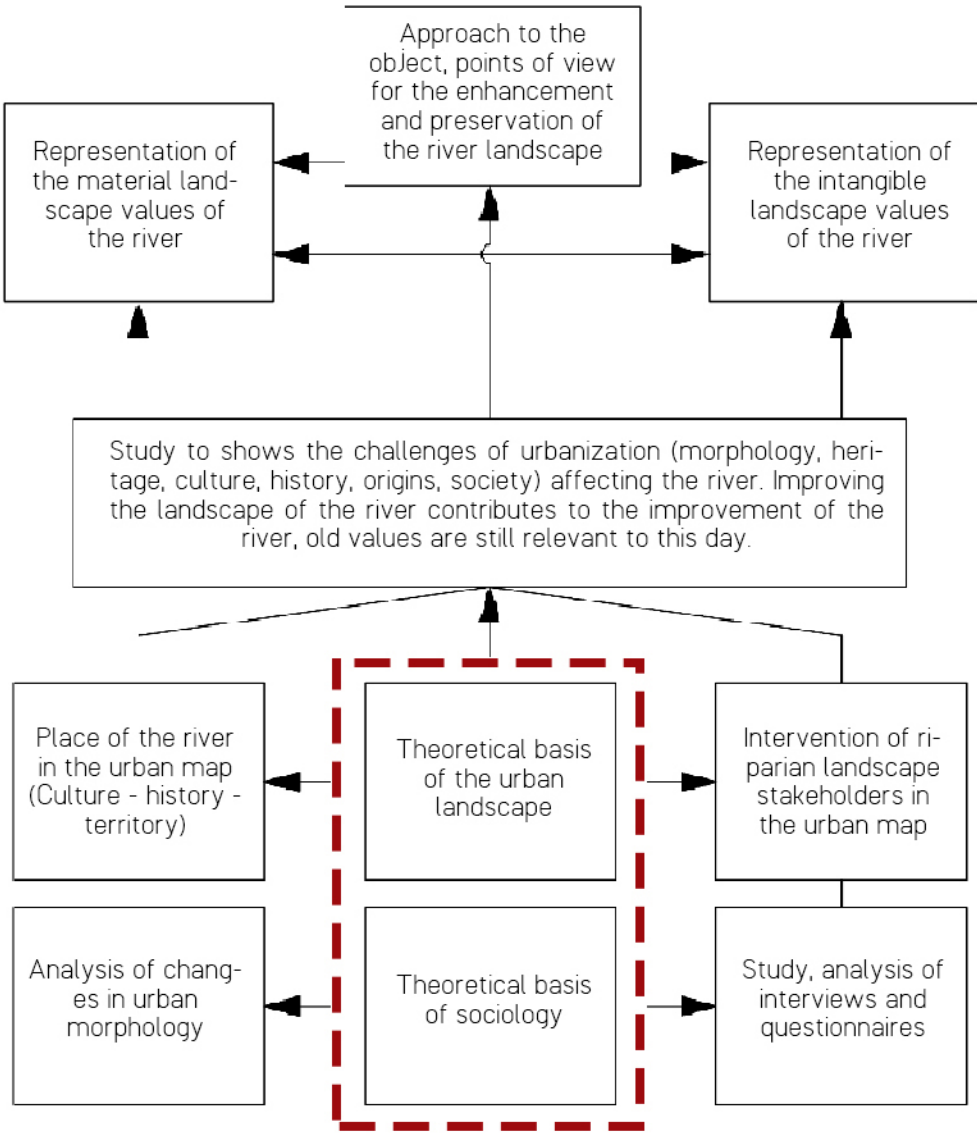 Approach to the
object, points of view
for the enhancement
and preservation of
the river landscape
Representation of
the material land-
scape values of
the river
Representation of
the intangible
landscape values
of the river
Study to shows the challenges of urbanization (morphology, heri-
tage, culture, history, origins, society) affecting the river. Improving
the landscape of the river contributes to the improvement of the
river, old values are still relevant to this day.
Place of the river
in the urban map
(Culture - history -
territory)
Theoretical basis
of the urban
landscape
Intervention of ri-
parian landscape
stakeholders in
the urban map
Analysis of chang-
es in urban
morphology
Theoretical basis
of sociology
Study, analysis of
interviews and
questionnaires